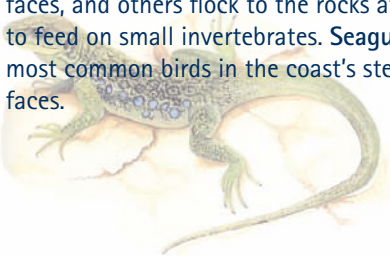 faces, and others flock to the rocks
to feed on small invertebrates. Seagu
most common birds in the coast's ste
faces.